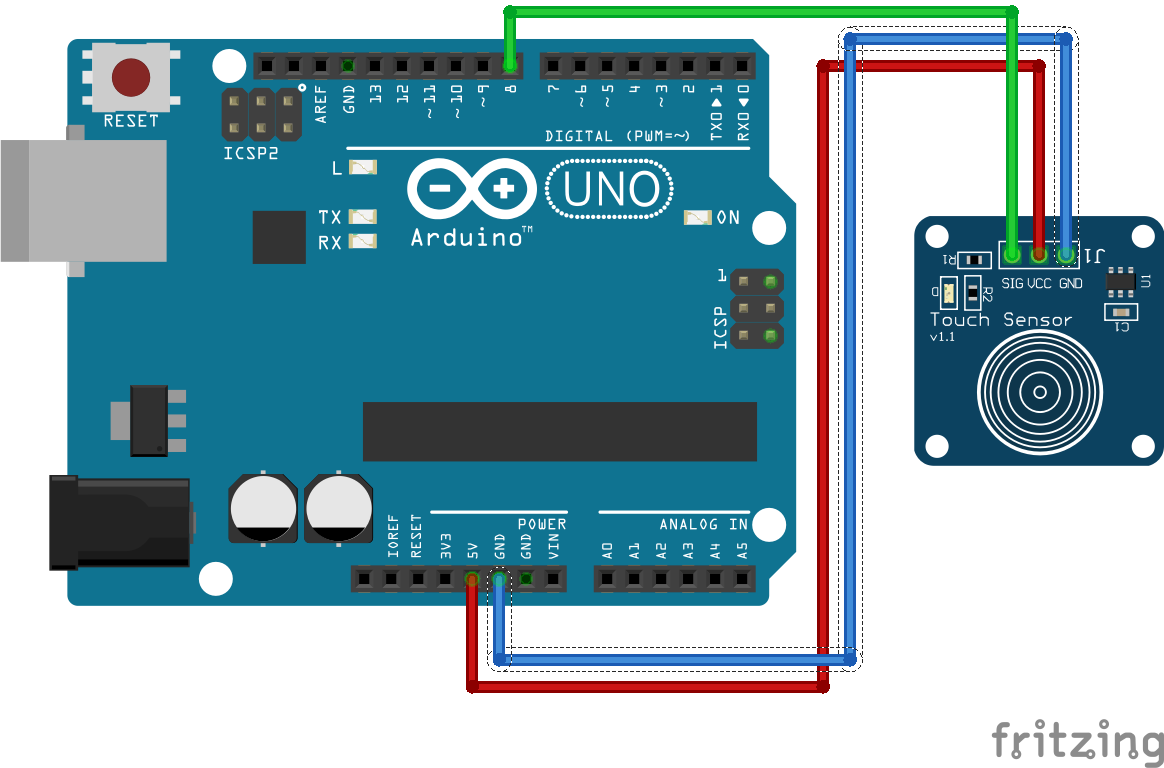 RESET
ICSP2
AREF
GND
13
12
~11
~10
~9
8
7
~6
~5
4
~3
2
TX0▶1
RX0◀0
DIGITAL (PWM=~)
L
TX
RX
UNO
Arduino™
ON
1
ICSP
R1
J1
SIG VCC GND
U1
D
R2
C1
Touch Sensor
v1.1
POWER
ANALOG IN
IOREF
RESET
3V3
5V
GND
GND
VIN
A0
A1
A2
A3
A4
A5
fritzing